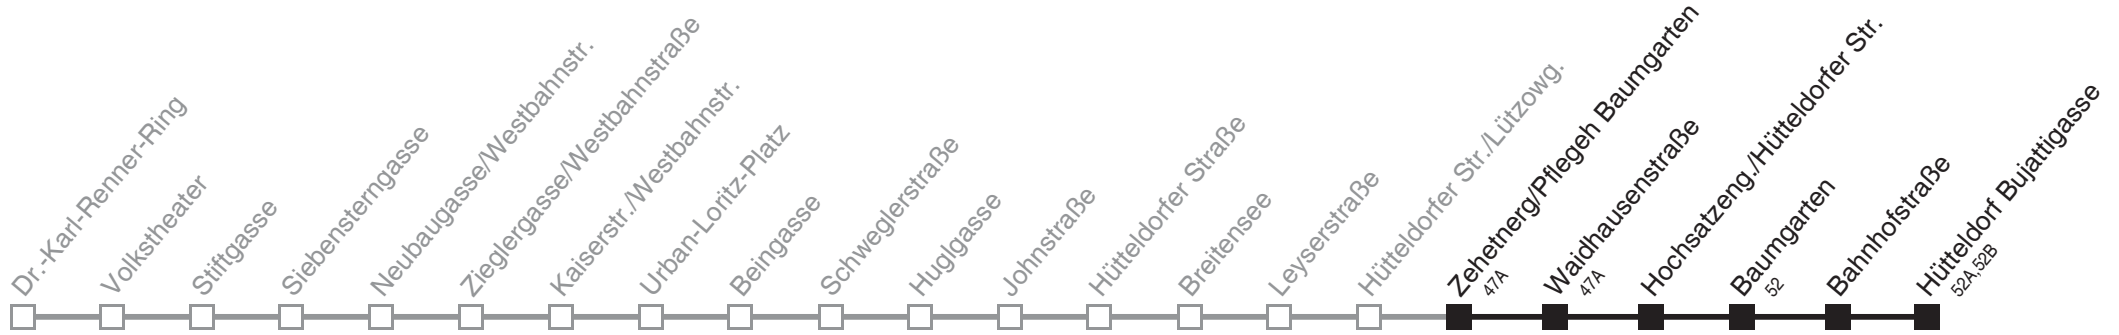 Dr.-Karl-Renner-Ring
Volkstheater
Stiftgasse
Siebensterngasse
Neubaugasse/Westbahnstr.
Zieglergasse/Westbahnstraße
Kaiserstr./Westbahnstr.
Urban-Loritz-Platz
Beingasse
Schweglerstraße
Huglgasse
Johnstraße
Hütteldorfer Straße
Breitensee
Leyserstraße
Hütteldorfer Str./Lützowg.
Zehetnerg/Pflegeh Baumgarten
47A
Waidhausenstraße
47A
Hochsatzeng./Hütteldorfer Str.
Baumgarten
52
Bahnhofstraße
Hütteldorf Bujattigasse
52A,52B